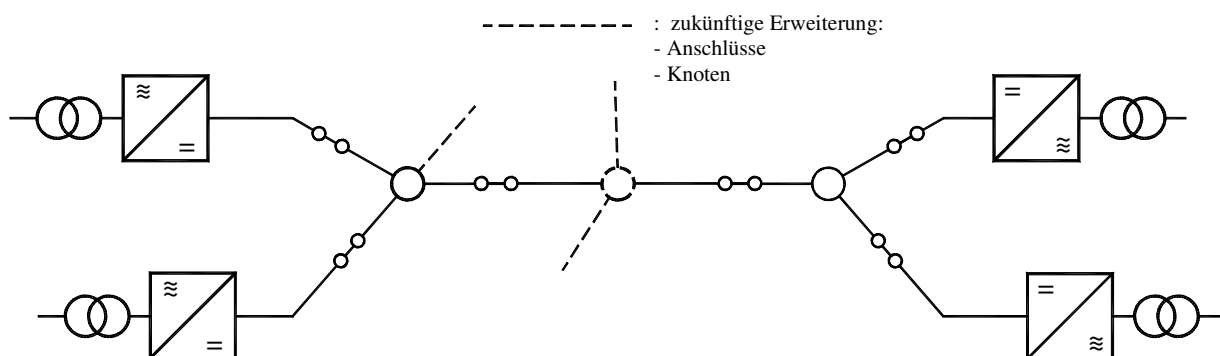 : zukünftige Erweiterung:
- Anschlüsse
- Knoten
≋
=
=
≋
≋
=
=
≋